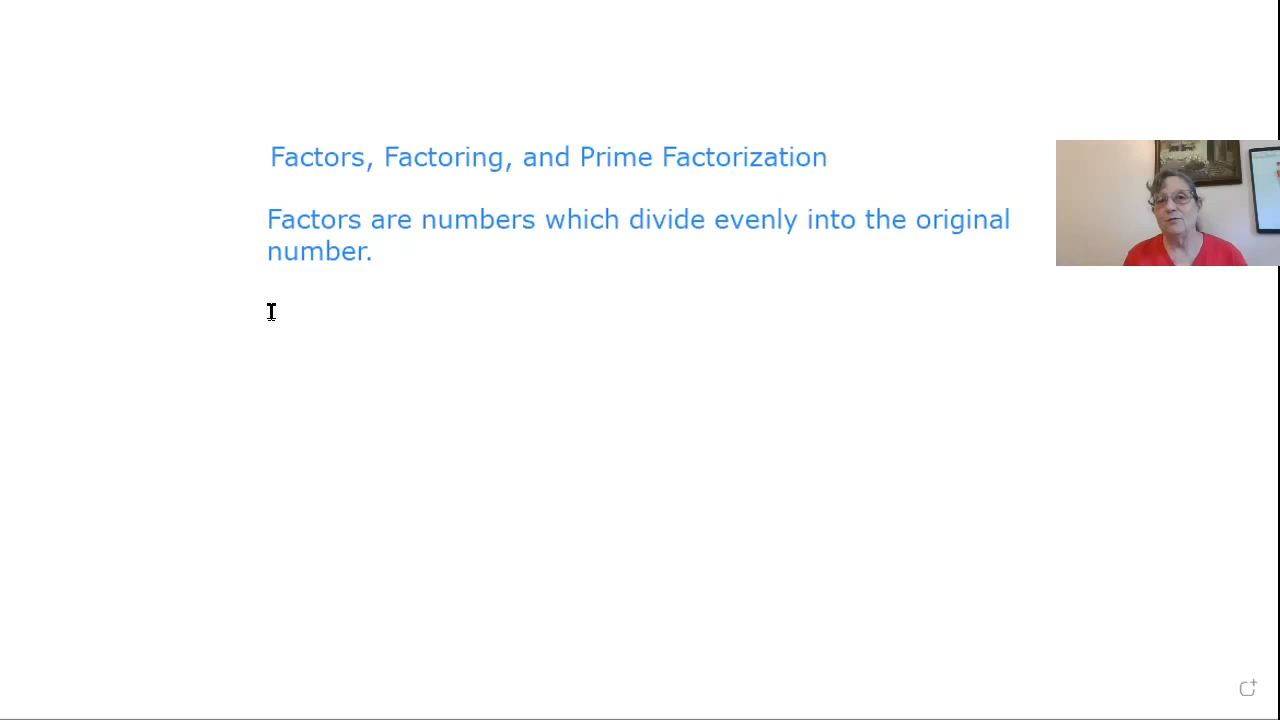 Factors, Factoring, and Prime Factorization
Factors are numbers which divide evenly into the original
number.